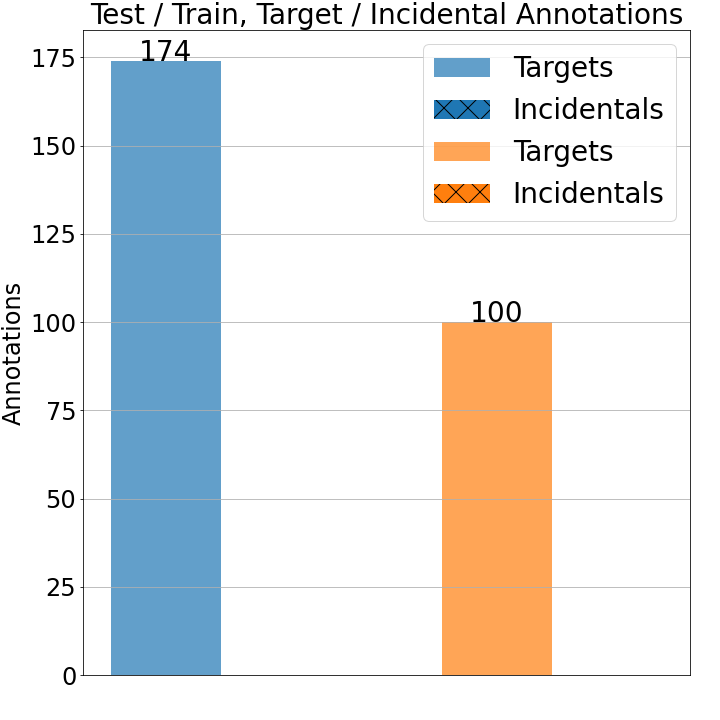 Test / Train, Target / Incidental Annotations
174
100
Targets
Incidentals
Targets
Incidentals
Annotations
175
150
125
100
75
50
25
0